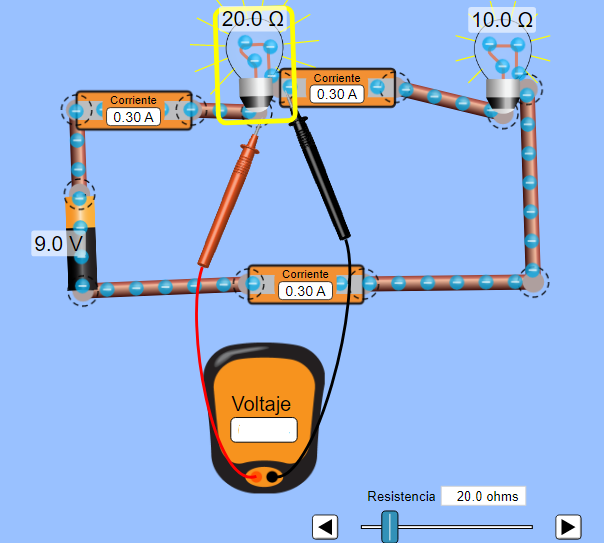 20.0 Ω
10.0 Ω
Corriente
0.30 A
Corriente
0.30 A
9.0 V
Corriente
0.30 A
Voltaje
Resistencia 20.0 ohms